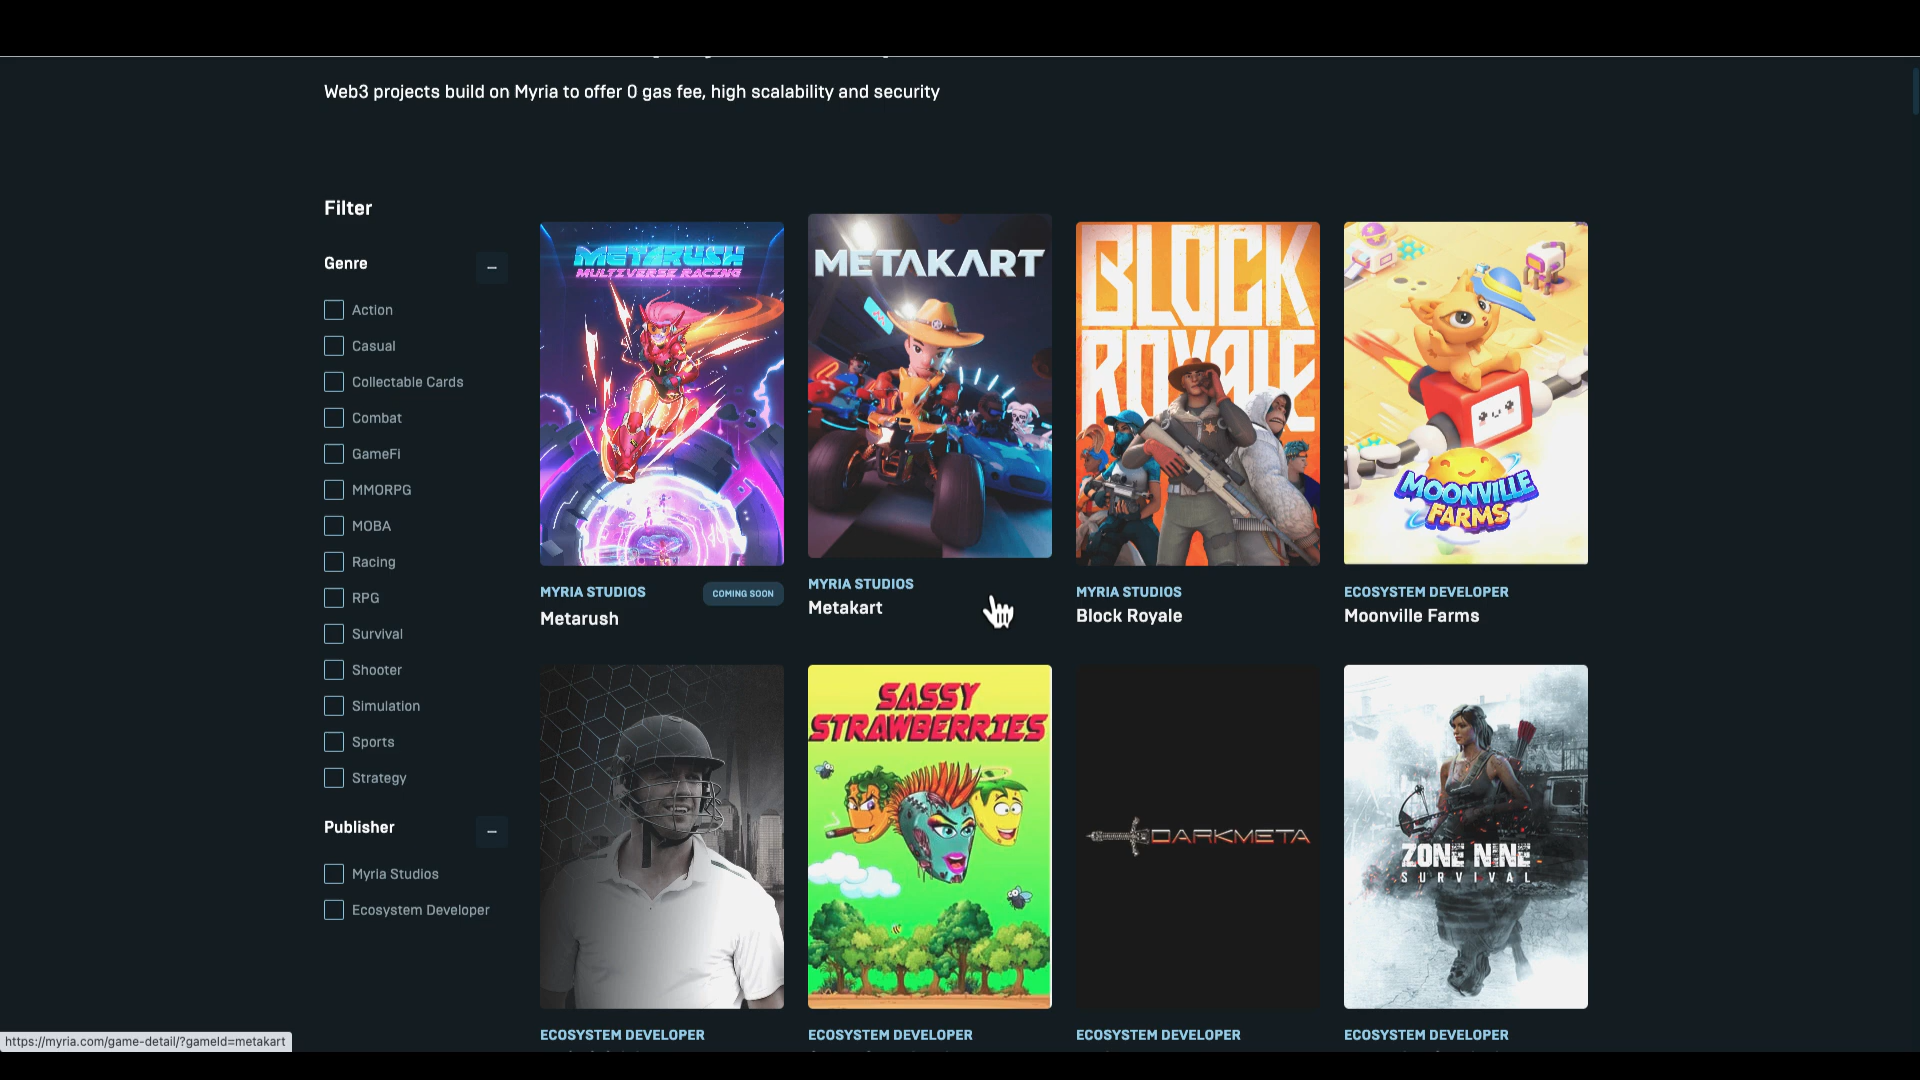 Web3 projects build on Myria to offer 0 gas fee, high scalability and security
Filter
Genre
Action
Casual
Collectable Cards
Combat
GameFi
MMORPG
MOBA
Racing
RPG
Survival
Shooter
Simulation
Sports
Strategy
Publisher
Myria Studios
Ecosystem Developer
METARUSH
MULTIVERSE RACING
METAKART
BLOCK
ROYALE
MOONVILLE
FARMS
MYRIA STUDIOS
COMING SOON
Metarush
MYRIA STUDIOS
Metakart
MYRIA STUDIOS
Block Royale
ECOSYSTEM DEVELOPER
Moonville Farms
SASSY
STRAWBERRIES
DARKMETA
ZONE NINE
SURVIVAL
ECOSYSTEM DEVELOPER
ECOSYSTEM DEVELOPER
ECOSYSTEM DEVELOPER
ECOSYSTEM DEVELOPER
https://myria.com/game-detail/?gameId=metakart